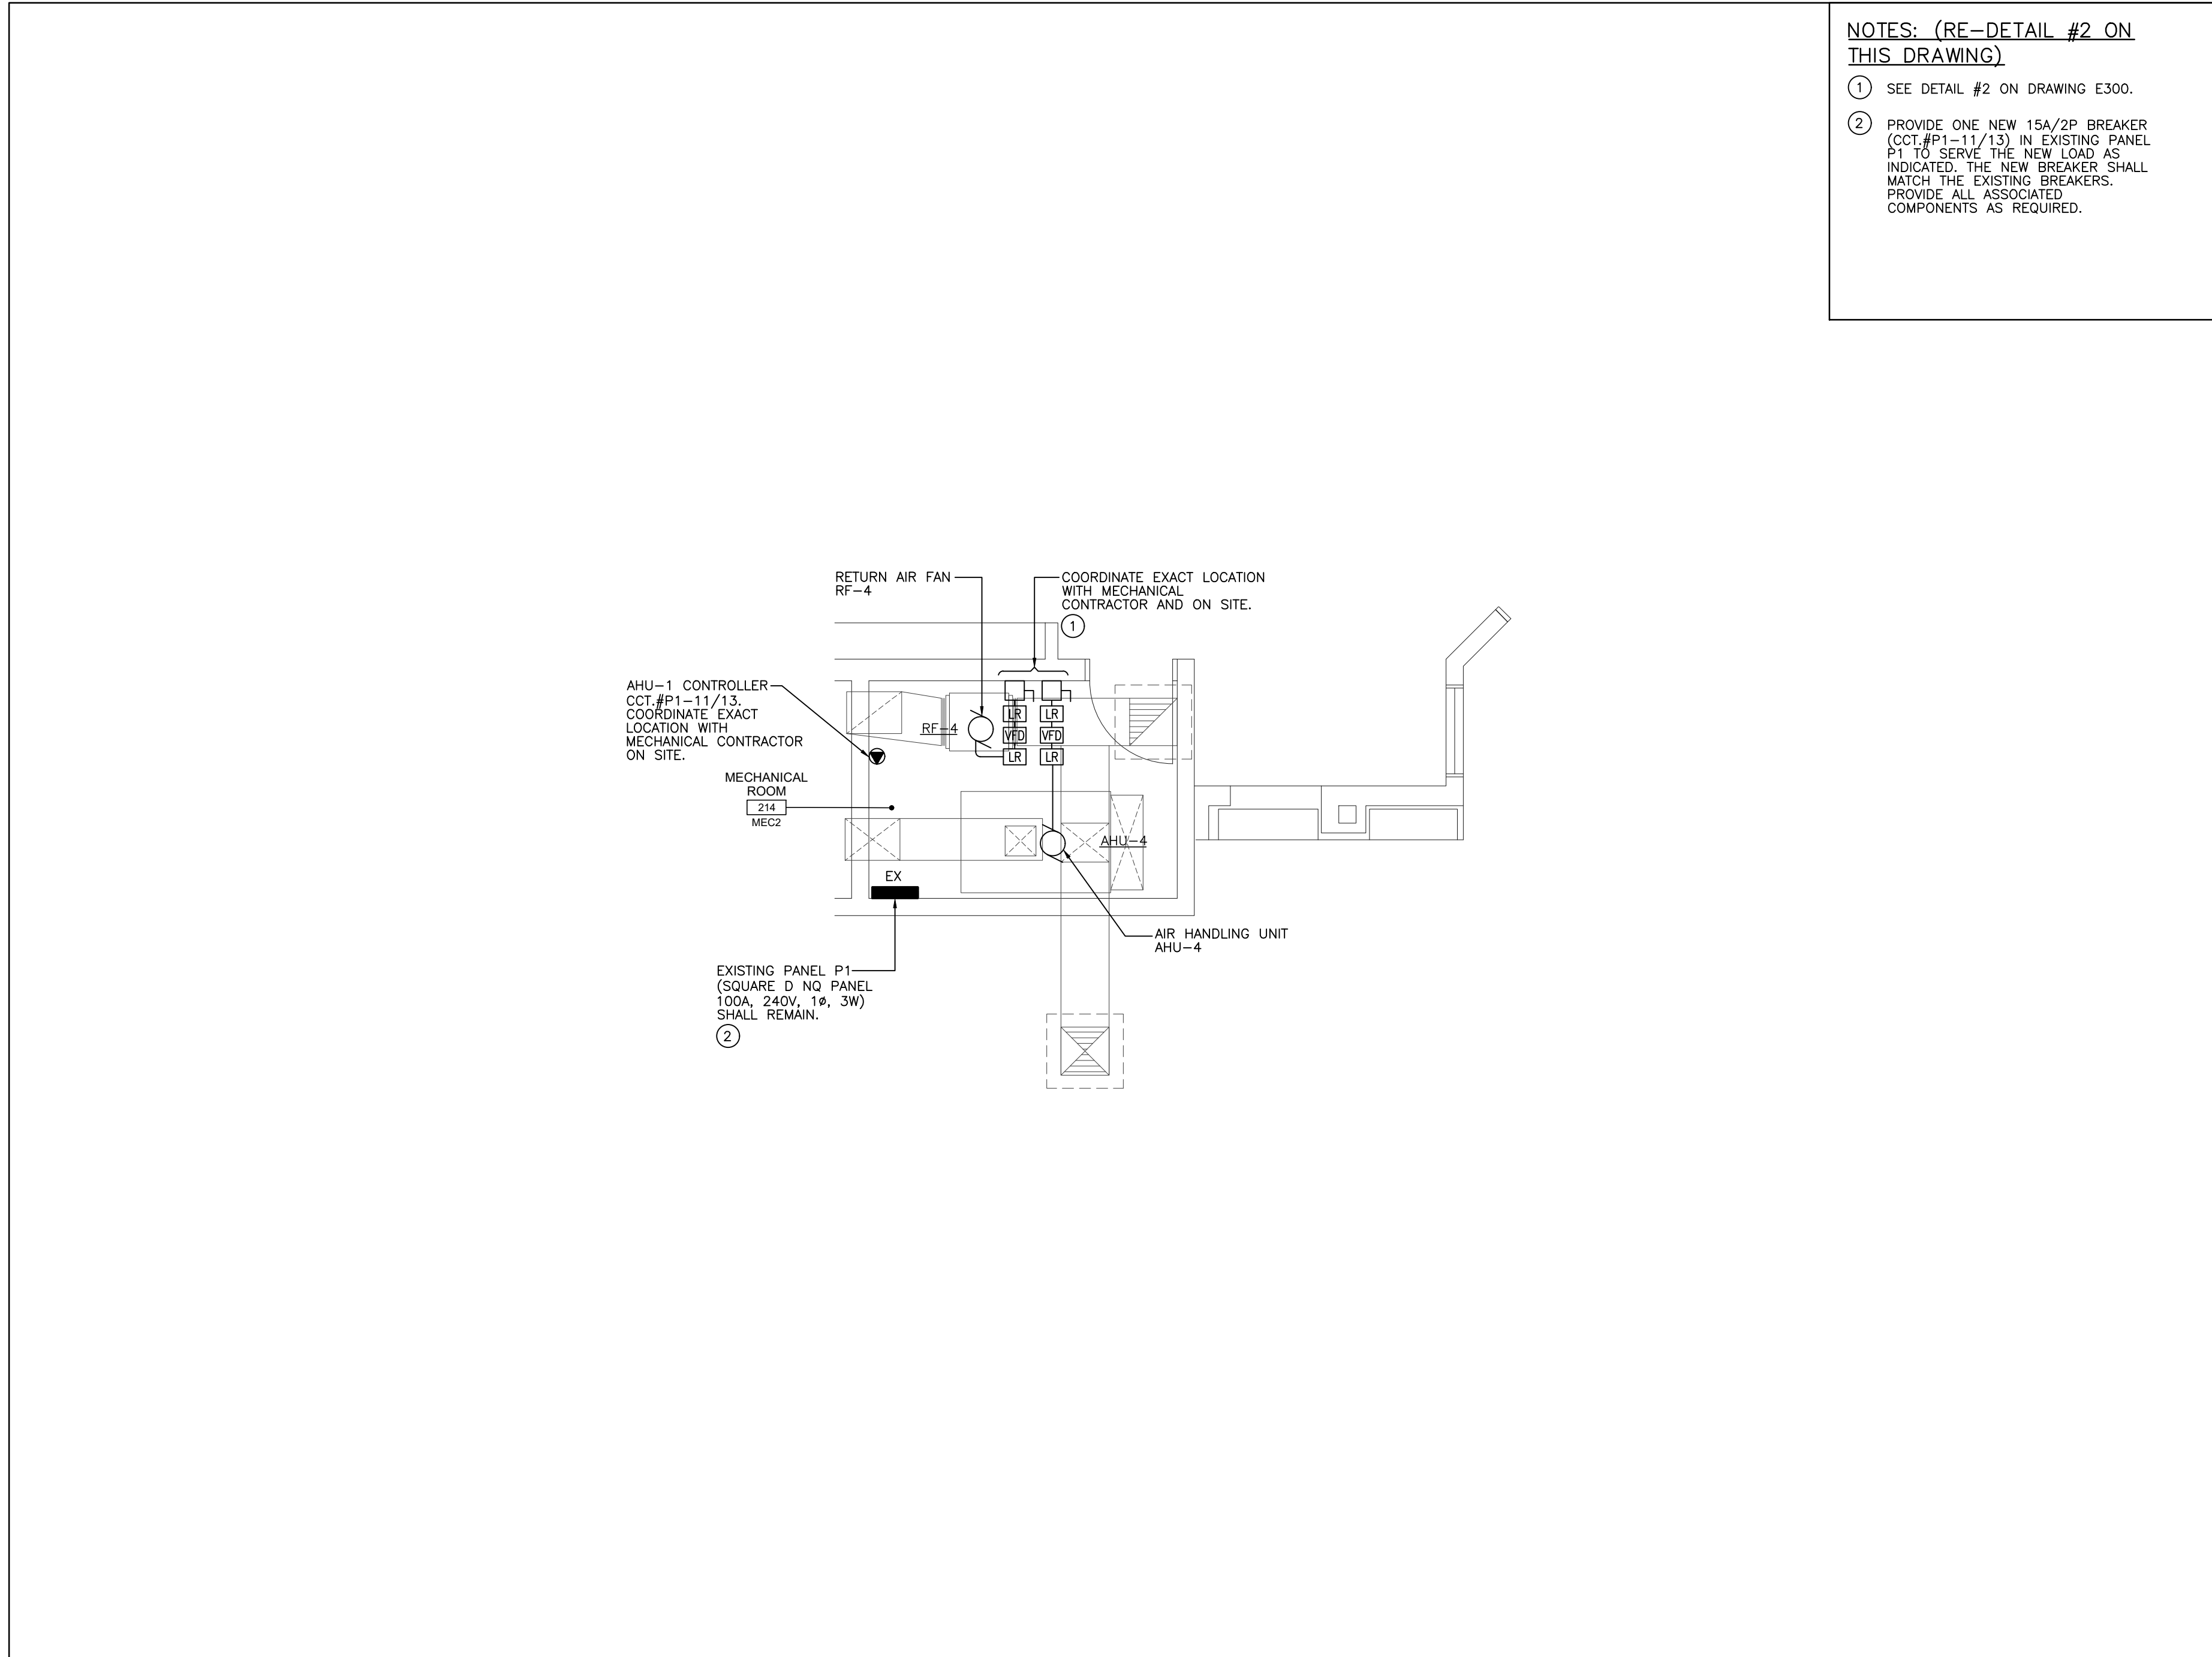 NOTES: (RE-DETAIL #2 ON
THIS DRAWING)
1 SEE DETAIL #2 ON DRAWING E300.
2 PROVIDE ONE NEW 15A/2P BREAKER
(CCT.#P1-11/13) IN EXISTING PANEL
P1 TO SERVE THE NEW LOAD AS
INDICATED. THE NEW BREAKER SHALL
MATCH THE EXISTING BREAKERS.
PROVIDE ALL ASSOCIATED
COMPONENTS AS REQUIRED.
RETURN AIR FAN
RF-4
COORDINATE EXACT LOCATION
WITH MECHANICAL
CONTRACTOR AND ON SITE.
1
AHU-1 CONTROLLER
CCT.#P1-11/13.
COORDINATE EXACT
LOCATION WITH
MECHANICAL CONTRACTOR
ON SITE.
RF-4
LR LR
VFD VFD
LR LR
MECHANICAL
ROOM
214
MEC2
AHU-4
EX
AIR HANDLING UNIT
AHU-4
EXISTING PANEL P1
(SQUARE D NQ PANEL
100A, 240V, 1ø, 3W)
SHALL REMAIN.
2